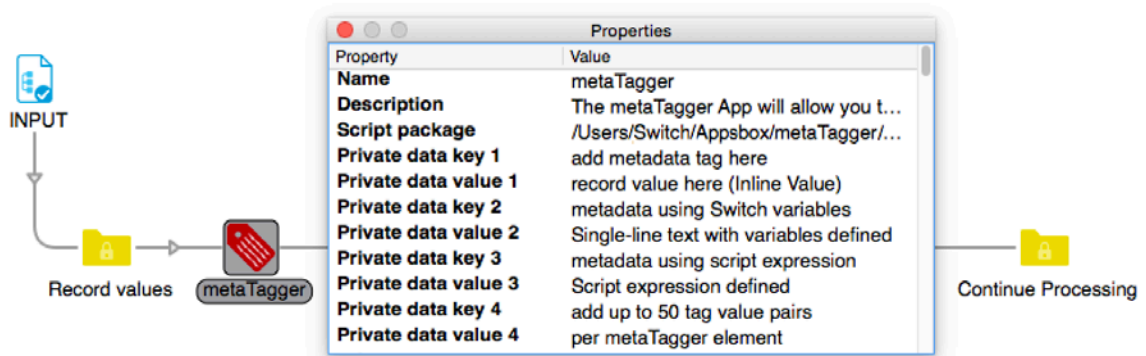 Properties
Property Value
Name metaTagger
Description The metaTagger App will allow you t...
Script package /Users/Switch/Appsbox/metaTagger/...
Private data key 1 add metadata tag here
Private data value 1 record value here (Inline Value)
Private data key 2 metadata using Switch variables
Private data value 2 Single-line text with variables defined
Private data key 3 metadata using script expression
Private data value 3 Script expression defined
Private data key 4 add up to 50 tag value pairs
Private data value 4 per metaTagger element
INPUT
Record values
metaTagger
Continue Processing